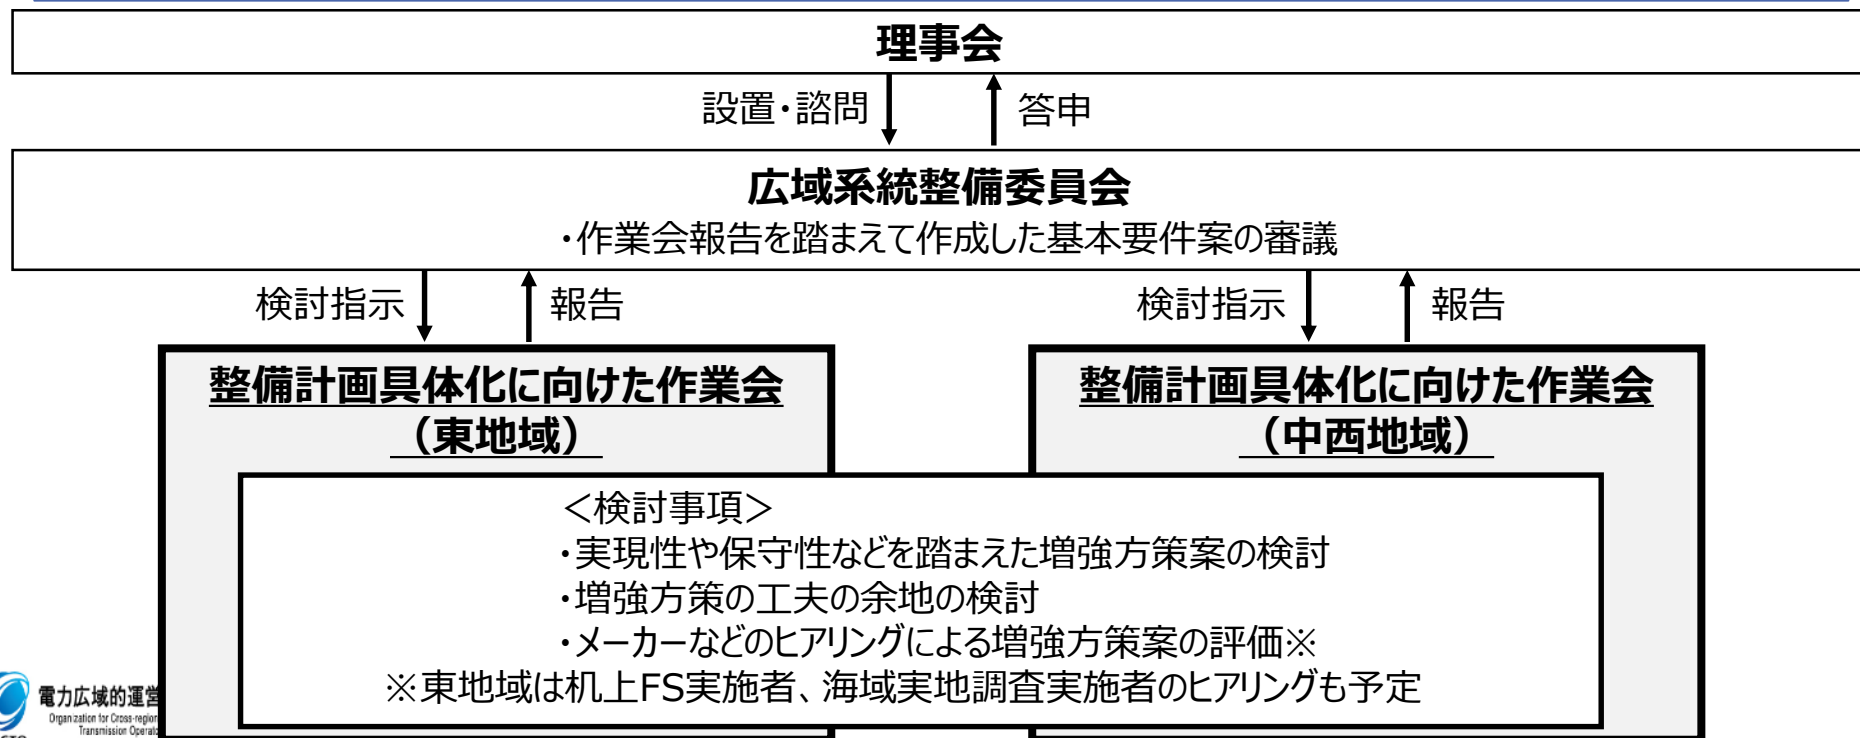 理事会
設置・諮問
答申
広域系統整備委員会
・作業会報告を踏まえて作成した基本要件案の審議
検討指示
報告
検討指示
報告
整備計画具体化に向けた作業会
（東地域）
整備計画具体化に向けた作業会
（中西地域）
＜検討事項＞
・実現性や保守性などを踏まえた増強方策案の検討
・増強方策の工夫の余地の検討
・メーカーなどのヒアリングによる増強方策案の評価※
※東地域は机上FS実施者、海域実地調査実施者のヒアリングも予定
電力広域的運営
Organization for Cross-region
Transmission Operat